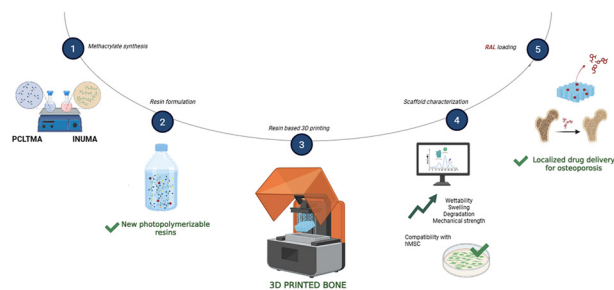 1
Methacrylate synthesis
PCLTMA
INUMA
Resin formulation
2
New photopolymerizable
resins
Resin based 3D printing
3
3D PRINTED BONE
Scaffold characterization
4
Wettability
Swelling
Degradation
Mechanical strength
Compatibility with
hMSC
RAL loading
5
Localized drug delivery
for osteoporosis